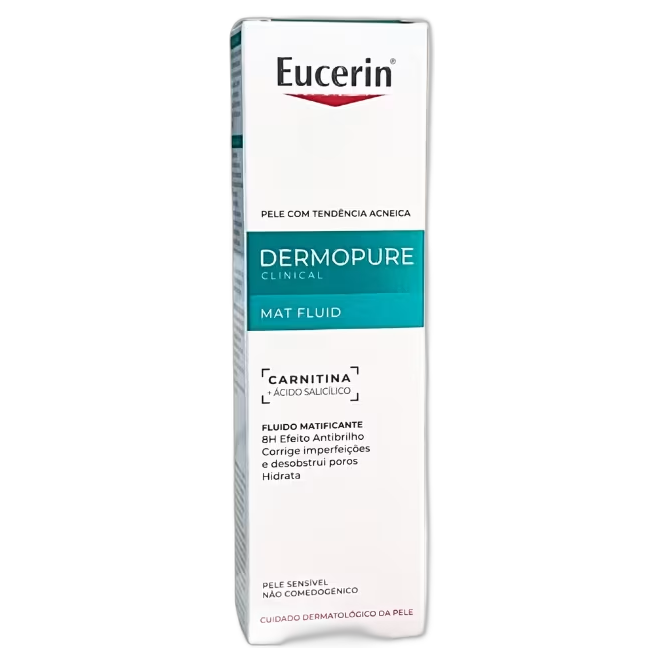 Eucerin®
PELE COM TENDÊNCIA ACNEICA
DERMOPURE
CLINICAL
MAT FLUID
CARNITINA
+ ÁCIDO SALICÍLICO
FLUIDO MATIFICANTE
8H Efeito Antibrilho
Corrige imperfeições
e desobstrui poros
Hidrata
PELE SENSÍVEL
NÃO COMEDOGÉNICO
CUIDADO DERMATOLÓGICO DA PELE